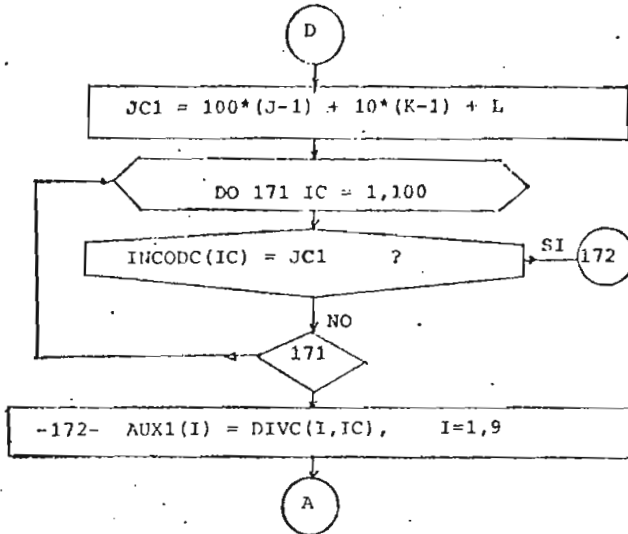 D
JC1 = 100*(J-1) + 10*(K-1) + L
DO 171 IC = 1,100
INCODC(IC) = JC1 ?
SI
172
NO
171
-172- AUX1(I) = DIVC(I,IC), I=1,9
A